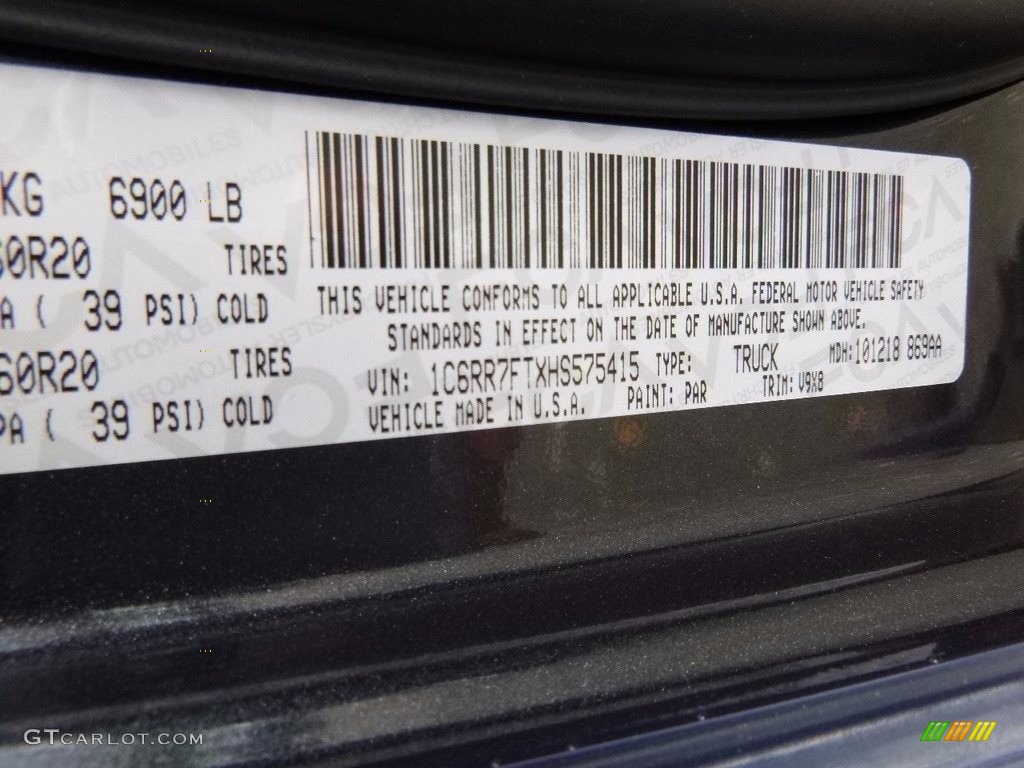 KG 6900 LB
60R20 TIRES
A ( 39 PSI) COLD
60R20 TIRES
PA ( 39 PSI) COLD
THIS VEHICLE CONFORMS TO ALL APPLICABLE U.S.A. FEDERAL MOTOR VEHICLE SAFETY
STANDARDS IN EFFECT ON THE DATE OF MANUFACTURE SHOWN ABOVE.
VIN: 1C6RR7FTXHS575415 TYPE: TRUCK MDH:101218 869AA
VEHICLE MADE IN U.S.A. PAINT: PAR TRIM: V9X8
GTCARLOT.COM